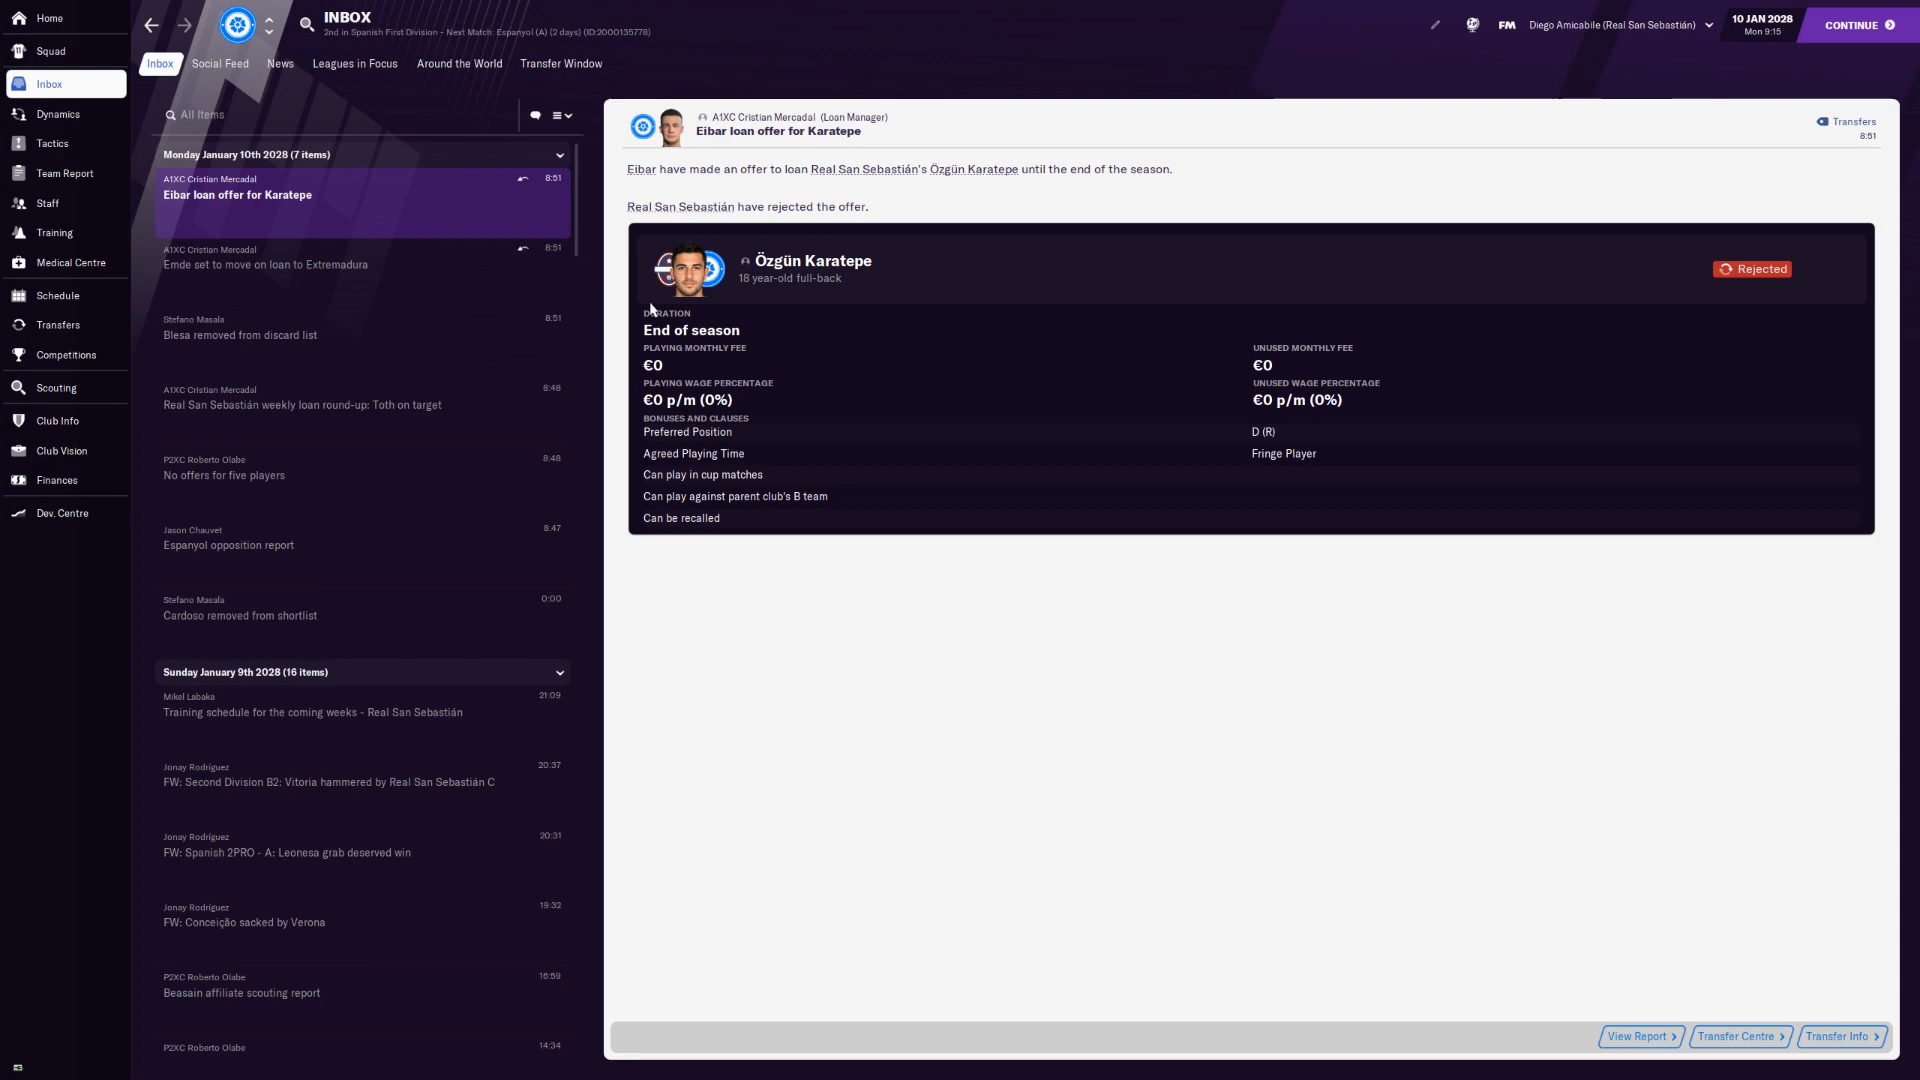 Home
Squad
Inbox
Dynamics
Tactics
Team Report
Staff
Training
Medical Centre
Schedule
Transfers
Competitions
Scouting
Club Info
Club Vision
Finances
Dev. Centre
INBOX
2nd in Spanish First Division - Next Match: Espanyol (A) (2 days) (ID:2000135778)
FM
Diego Amicabile (Real San Sebastián)
10 JAN 2028
Mon 9:15
CONTINUE
Inbox
Social Feed
News
Leagues in Focus
Around the World
Transfer Window
All Items
Monday January 10th 2028 (7 items)
A1XC Cristian Mercadal
8:51
Eibar loan offer for Karatepe
A1XC Cristian Mercadal
8:51
Emde set to move on loan to Extremadura
Stefano Masala
8:51
Blesa removed from discard list
A1XC Cristian Mercadal
8:48
Real San Sebastián weekly loan round-up: Toth on target
P2XC Roberto Olabe
8:48
No offers for five players
Jason Chauvet
8:47
Espanyol opposition report
Stefano Masala
0:00
Cardoso removed from shortlist
Sunday January 9th 2028 (16 items)
Mikel Labaka
21:09
Training schedule for the coming weeks - Real San Sebastián
Jonay Rodríguez
20:37
FW: Second Division B2: Vitoria hammered by Real San Sebastián C
Jonay Rodríguez
20:31
FW: Spanish 2PRO - A: Leonesa grab deserved win
Jonay Rodríguez
19:32
FW: Conceição sacked by Verona
P2XC Roberto Olabe
16:59
Beasain affiliate scouting report
P2XC Roberto Olabe
14:34
A1XC Cristian Mercadal (Loan Manager)
Eibar loan offer for Karatepe
Transfers
8:51
Eibar have made an offer to loan Real San Sebastián's Özgün Karatepe until the end of the season.
Real San Sebastián have rejected the offer.
Özgün Karatepe
18 year-old full-back
Rejected
DURATION
End of season
PLAYING MONTHLY FEE
UNUSED MONTHLY FEE
€0
€0
PLAYING WAGE PERCENTAGE
UNUSED WAGE PERCENTAGE
€0 p/m (0%)
€0 p/m (0%)
BONUSES AND CLAUSES
Preferred Position
D (R)
Agreed Playing Time
Fringe Player
Can play in cup matches
Can play against parent club's B team
Can be recalled
View Report
Transfer Centre
Transfer Info